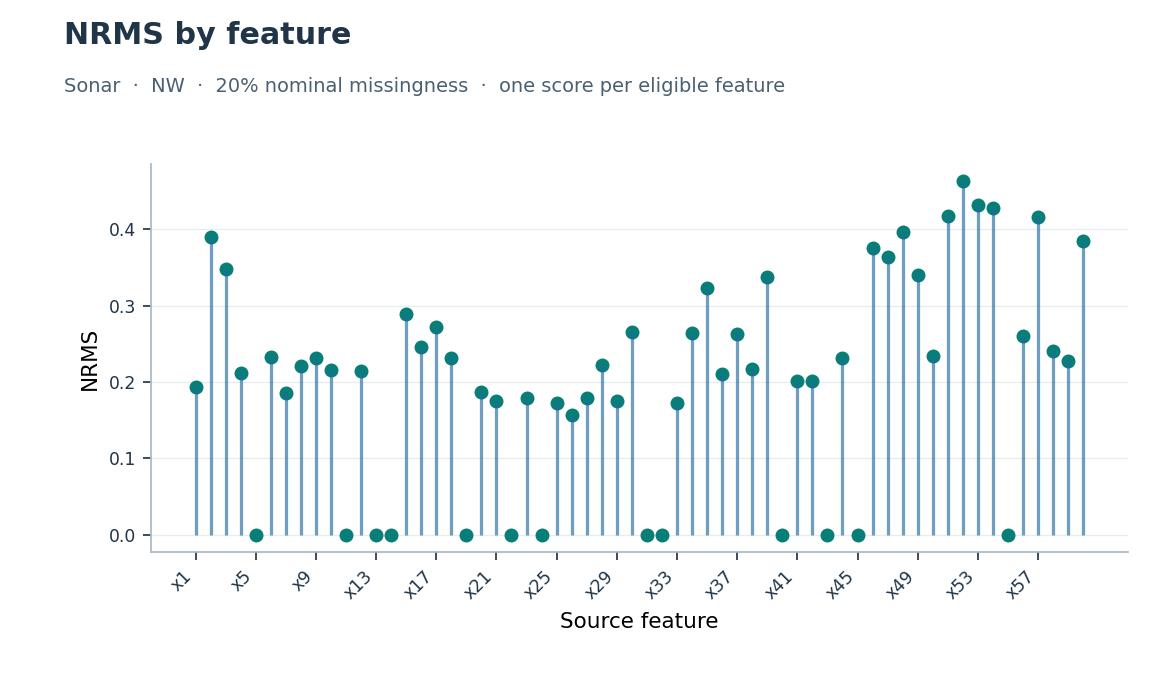 NRMS by feature
Sonar · NW · 20% nominal missingness · one score per eligible feature
NRMS
0.4
0.3
0.2
0.1
0.0
x1 x5 x9 x13 x17 x21 x25 x29 x33 x37 x41 x45 x49 x53 x57
Source feature